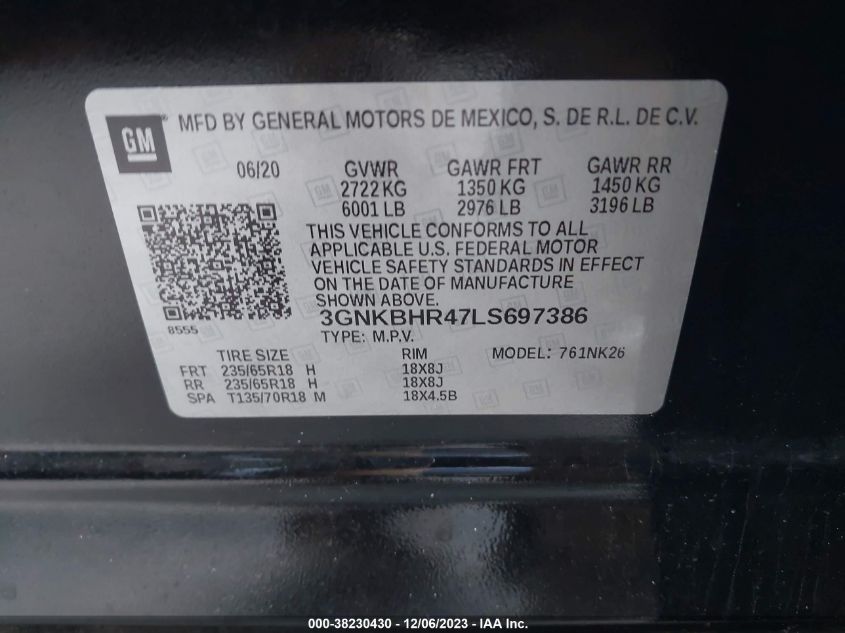 GM ® MFD BY GENERAL MOTORS DE MEXICO, S. DE R.L. DE C.V.
06/20 GVWR GAWR FRT GAWR RR
2722 KG 1350 KG 1450 KG
6001 LB 2976 LB 3196 LB
THIS VEHICLE CONFORMS TO ALL
APPLICABLE U.S. FEDERAL MOTOR
VEHICLE SAFETY STANDARDS IN EFFECT
ON THE DATE OF MANUFACTURE
SHOWN ABOVE.
3GNKBHR47LS697386
8555
TYPE: M.P.V.
TIRE SIZE RIM MODEL: 761NK26
FRT 235/65R18 H 18X8J
RR 235/65R18 H 18X8J
SPA T135/70R18 M 18X4.5B
000-38230430 - 12/06/2023 - IAA Inc.